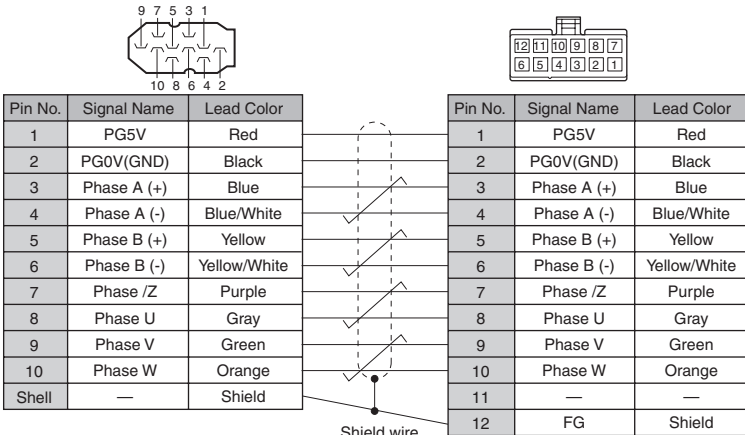 9 7 5 3 1
10 8 6 4 2
12 11 10 9 8 7
6 5 4 3 2 1
Pin No. Signal Name Lead Color
1 PG5V Red
2 PG0V(GND) Black
3 Phase A (+) Blue
4 Phase A (-) Blue/White
5 Phase B (+) Yellow
6 Phase B (-) Yellow/White
7 Phase /Z Purple
8 Phase U Gray
9 Phase V Green
10 Phase W Orange
Shell — Shield
Shield wire
Pin No. Signal Name Lead Color
1 PG5V Red
2 PG0V(GND) Black
3 Phase A (+) Blue
4 Phase A (-) Blue/White
5 Phase B (+) Yellow
6 Phase B (-) Yellow/White
7 Phase /Z Purple
8 Phase U Gray
9 Phase V Green
10 Phase W Orange
11 — —
12 FG Shield